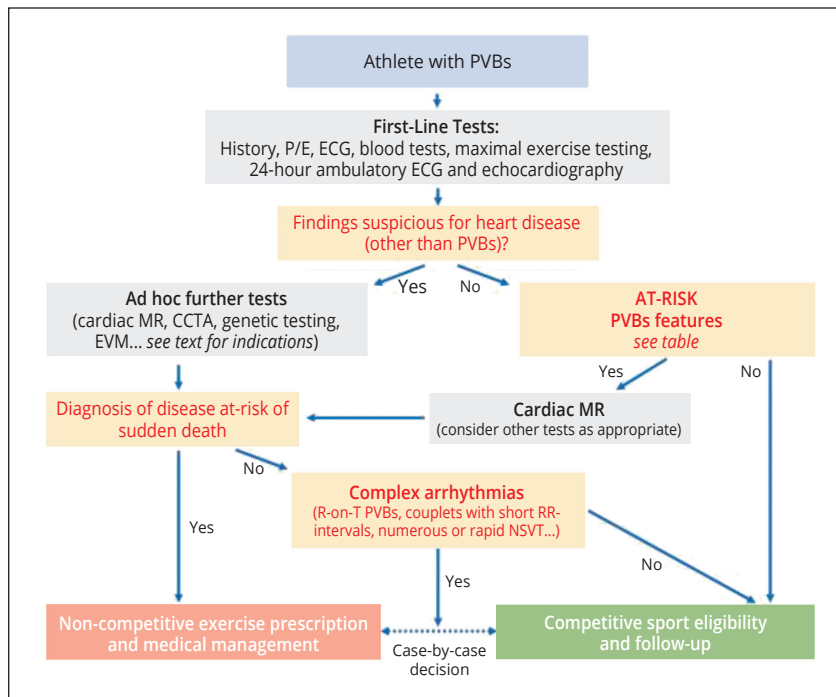 Athlete with PVBs
First-Line Tests:
History, P/E, ECG, blood tests, maximal exercise testing,
24-hour ambulatory ECG and echocardiography
Findings suspicious for heart disease
(other than PVBs)?
Yes
No
Ad hoc further tests
(cardiac MR, CCTA, genetic testing,
EVM... see text for indications)
AT-RISK
PVBs features
see table
Yes
No
Cardiac MR
(consider other tests as appropriate)
Diagnosis of disease at-risk of
sudden death
No
Yes
Complex arrhythmias
(R-on-T PVBs, couplets with short RR-
intervals, numerous or rapid NSVT...)
No
Yes
Non-competitive exercise prescription
and medical management
Case-by-case
decision
Competitive sport eligibility
and follow-up